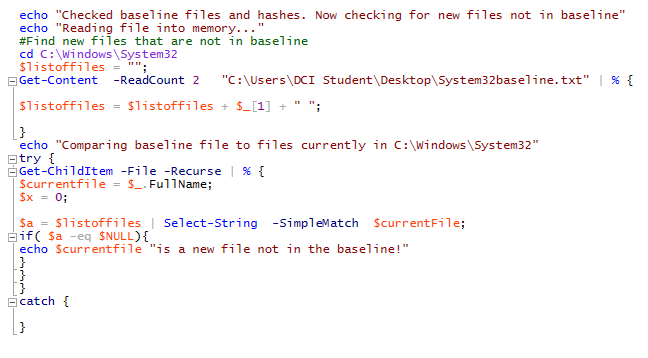 echo "Checked baseline files and hashes. Now checking for new files not in baseline"
echo "Reading file into memory..."
#Find new files that are not in baseline
cd C:\Windows\System32
$listoffiles = "";
Get-Content  -ReadCount 2   "C:\Users\DCI Student\Desktop\System32baseline.txt" | % {
$listoffiles = $listoffiles + $_[1] + " ";
}
echo "Comparing baseline file to files currently in C:\Windows\System32"
try {
Get-ChildItem -File -Recurse | % {
$currentfile = $_.FullName;
$x = 0;
$a = $listoffiles | Select-String  -SimpleMatch  $currentFile;
if( $a -eq $NULL){
echo $currentfile "is a new file not in the baseline!"
}
}
}
catch {
}